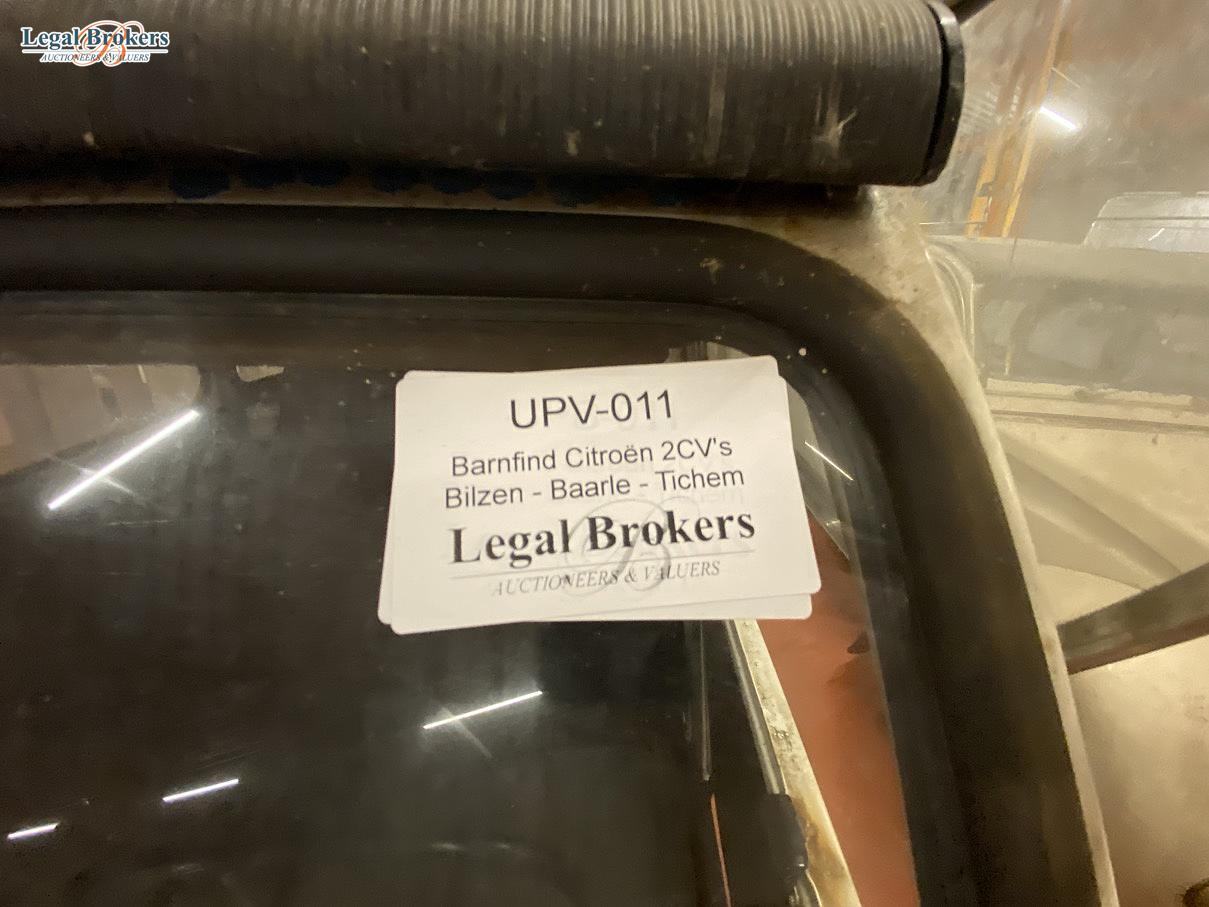 Legal Brokers
AUCTIONEERS & VALUERS
UPV-011
Barnfind Citroën 2CV's
Bilzen - Baarle - Tichem
Legal Brokers
AUCTIONEERS & VALUERS